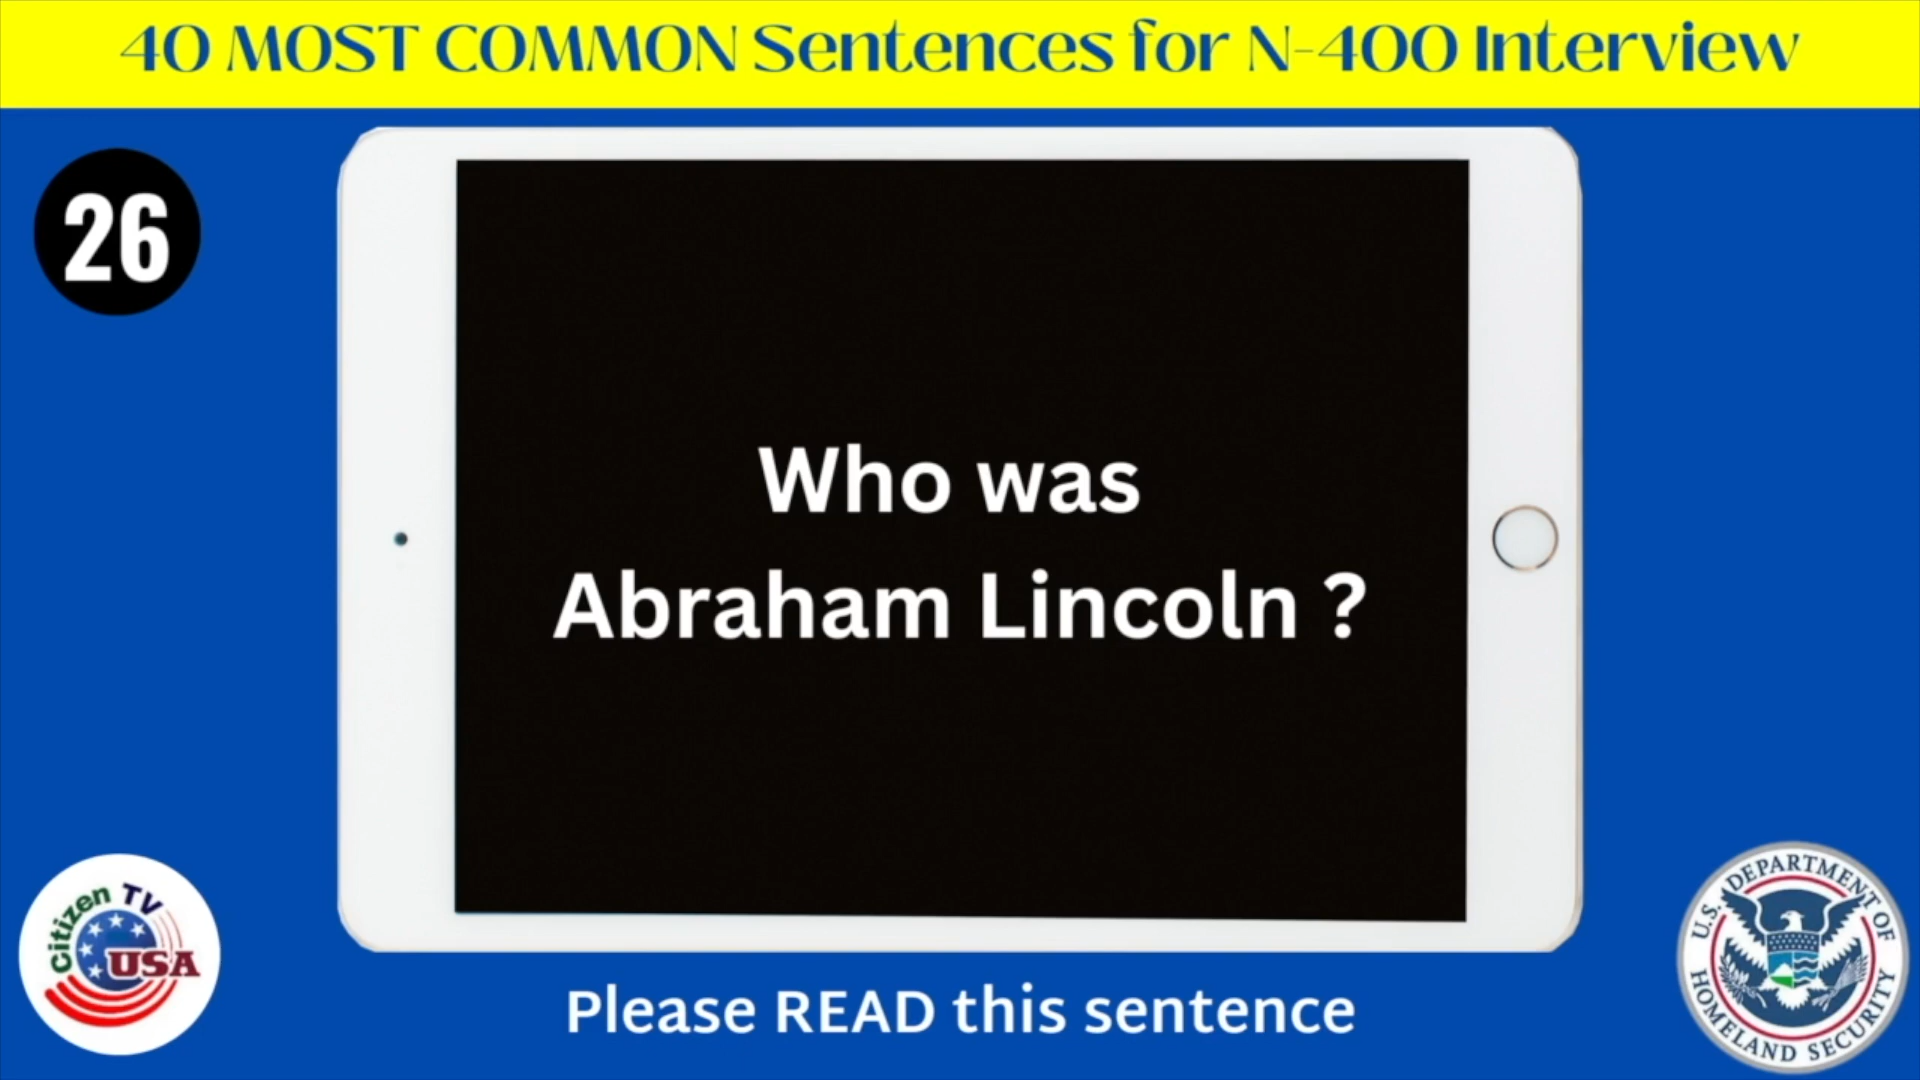 40 MOST COMMON Sentences for N-400 Interview
26
Who was
Abraham Lincoln ?
Citizen TV
USA
U.S. DEPARTMENT OF
HOMELAND SECURITY
Please READ this sentence